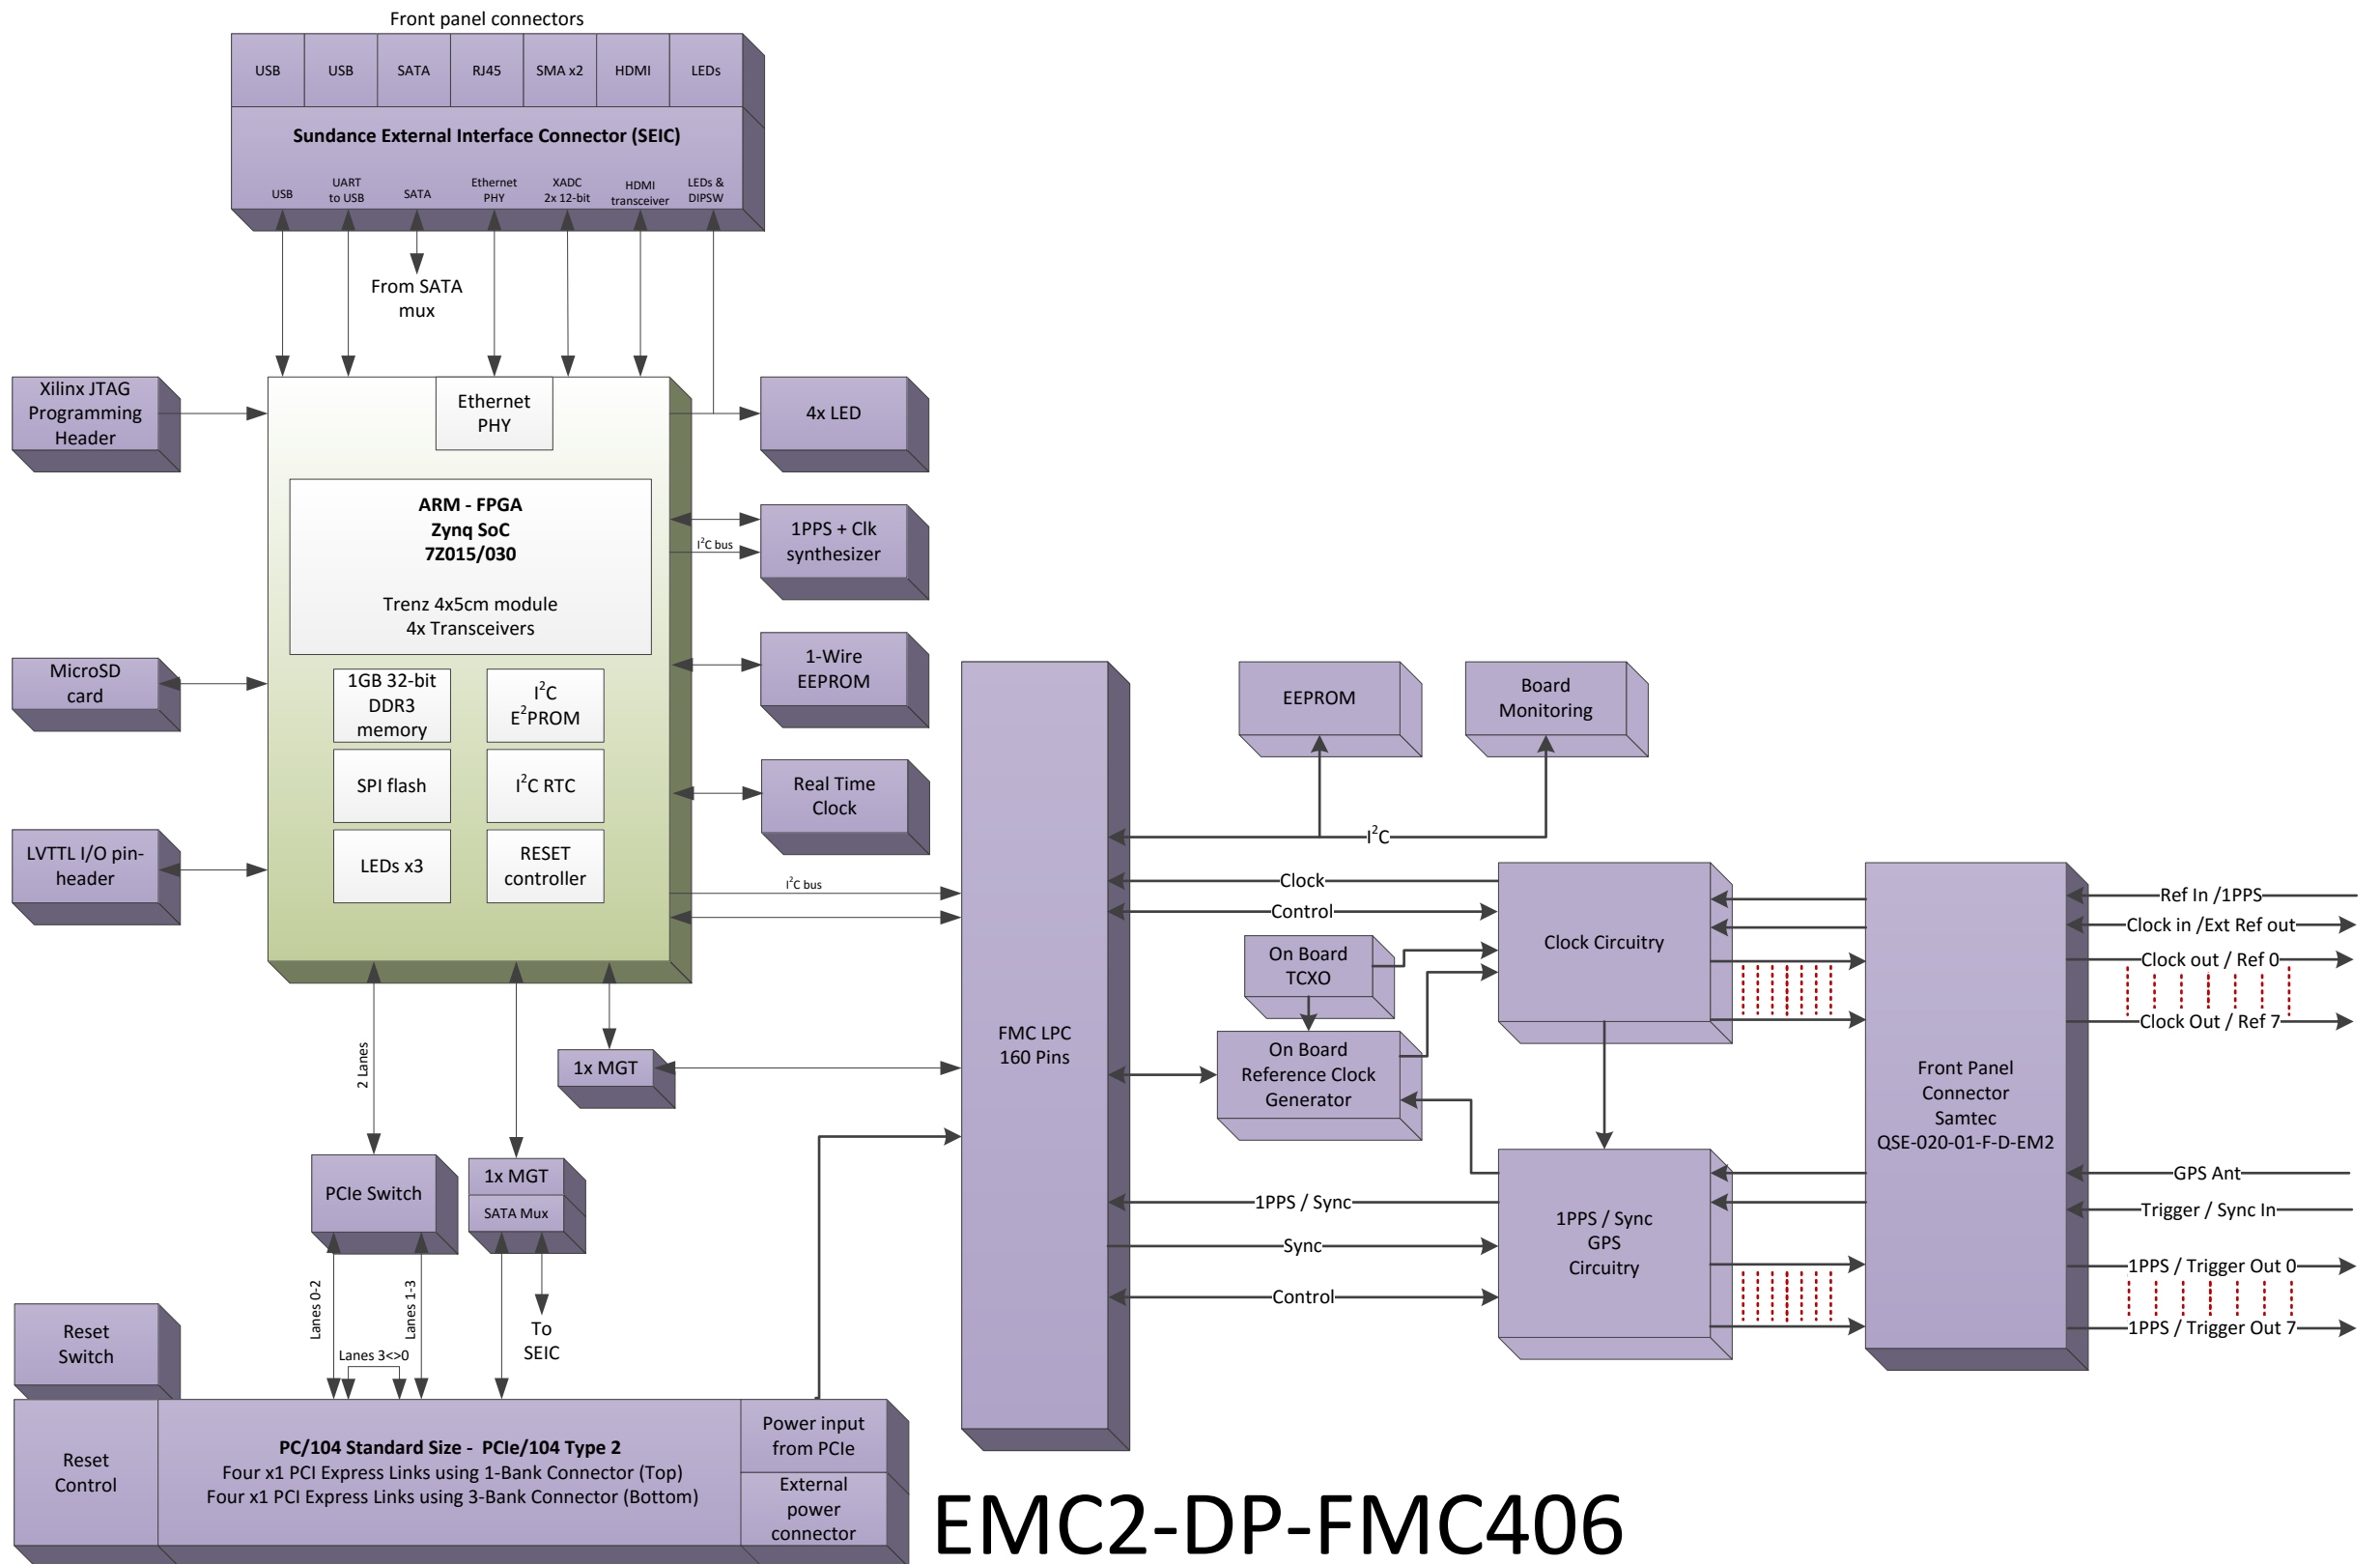 Front panel connectors
USB
USB
SATA
RJ45
SMA x2
HDMI
LEDs
Sundance External Interface Connector (SEIC)
USB
UART
to USB
SATA
Ethernet
PHY
XADC
2x 12-bit
HDMI
transceiver
LEDs &
DIPSW
From SATA
mux
Xilinx JTAG
Programming
Header
Ethernet
PHY
4x LED
ARM - FPGA
Zynq SoC
7Z015/030
Trenz 4x5cm module
4x Transceivers
I²C bus
1PPS + Clk
synthesizer
MicroSD
card
1GB 32-bit
DDR3
memory
I²C
E²PROM
1-Wire
EEPROM
SPI flash
I²C RTC
Real Time
Clock
LVTTL I/O pin-
header
LEDs x3
RESET
controller
I²C bus
EEPROM
Board
Monitoring
I²C
Clock
Control
Clock Circuitry
On Board
TCXO
FMC LPC
160 Pins
On Board
Reference Clock
Generator
Front Panel
Connector
Samtec
QSE-020-01-F-D-EM2
Ref In /1PPS
Clock in /Ext Ref out
Clock out / Ref 0
Clock Out / Ref 7
GPS Ant
Trigger / Sync In
1PPS / Trigger Out 0
1PPS / Trigger Out 7
1PPS / Sync
Sync
Control
1PPS / Sync
GPS
Circuitry
2 Lanes
1x MGT
PCIe Switch
1x MGT
SATA Mux
Lanes 0-2
Lanes 1-3
Lanes 3<>0
To
SEIC
Reset
Switch
Reset
Control
PC/104 Standard Size - PCIe/104 Type 2
Four x1 PCI Express Links using 1-Bank Connector (Top)
Four x1 PCI Express Links using 3-Bank Connector (Bottom)
Power input
from PCIe
External
power
connector
EMC2-DP-FMC406